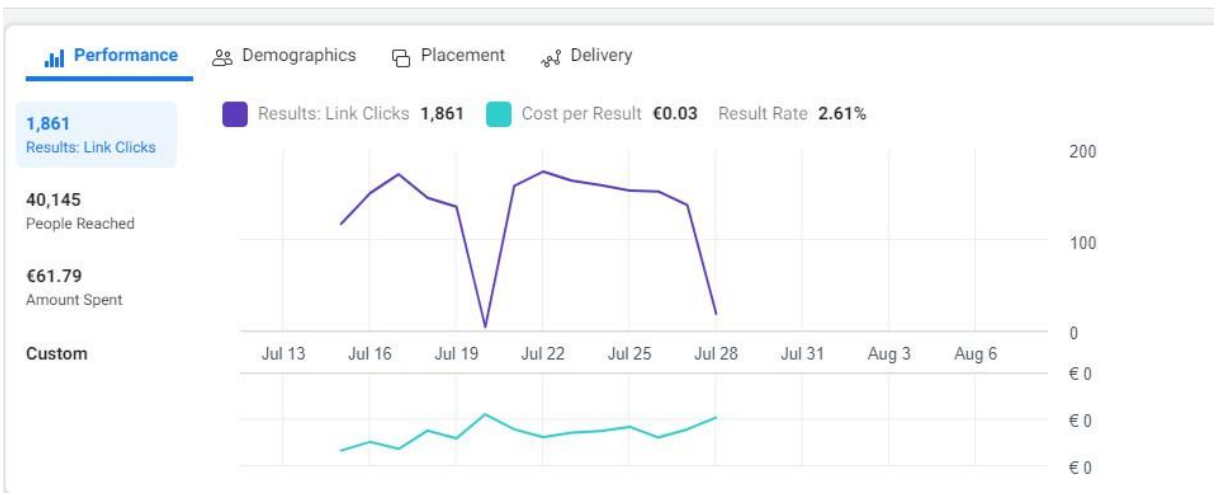 Performance Demographics Placement Delivery
1,861
Results: Link Clicks
40,145
People Reached
€61.79
Amount Spent
Custom
Results: Link Clicks 1,861 Cost per Result €0.03 Result Rate 2.61%
200
100
0
Jul 13 Jul 16 Jul 19 Jul 22 Jul 25 Jul 28 Jul 31 Aug 3 Aug 6
€ 0
€ 0
€ 0